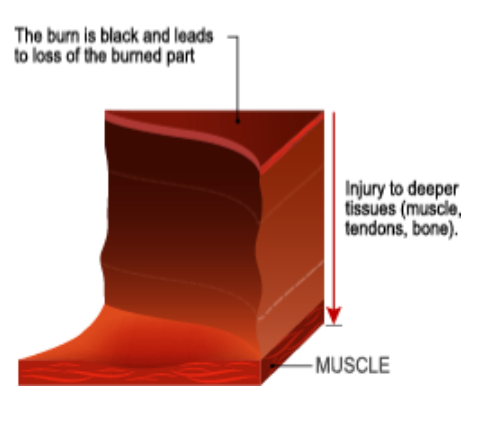 The burn is black and leads
to loss of the burned part
Injury to deeper
tissues (muscle,
tendons, bone).
MUSCLE